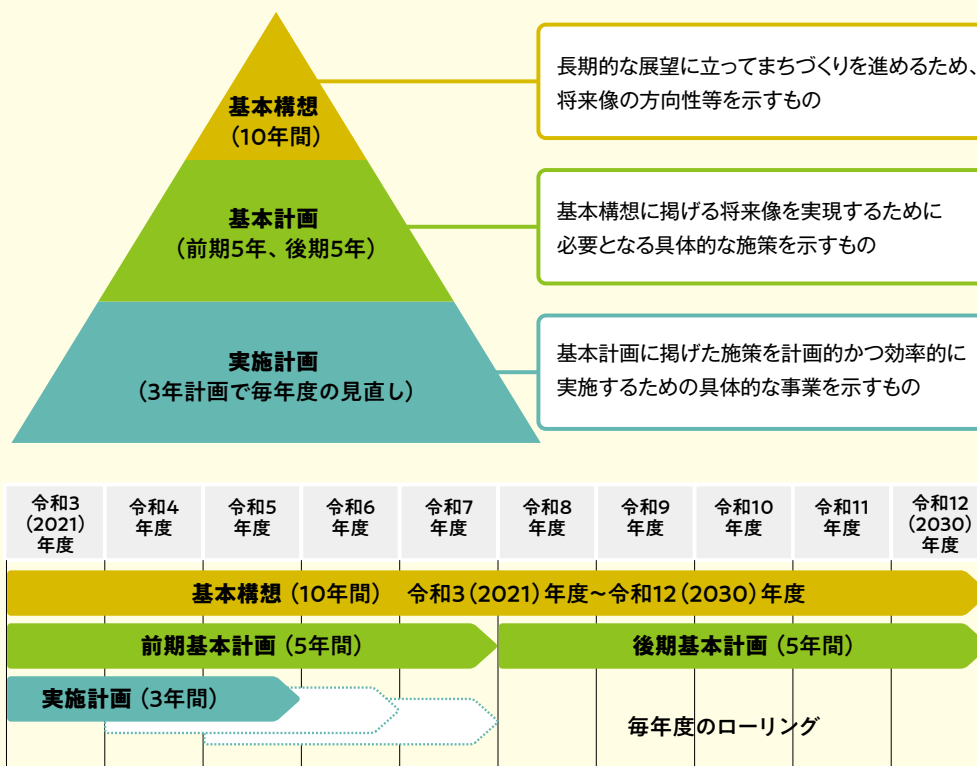 基本構想
（10年間）
長期的な展望に立ってまちづくりを進めるため、
将来像の方向性等を示すもの
基本計画
（前期5年、後期5年）
基本構想に掲げる将来像を実現するために
必要となる具体的な施策を示すもの
実施計画
（3年計画で毎年度の見直し）
基本計画に掲げた施策を計画的かつ効率的に
実施するための具体的な事業を示すもの
令和3
（2021）
年度
令和4
年度
令和5
年度
令和6
年度
令和7
年度
令和8
年度
令和9
年度
令和10
年度
令和11
年度
令和12
（2030）
年度
基本構想（10年間）　令和3（2021）年度～令和12（2030）年度
前期基本計画（5年間）
後期基本計画（5年間）
実施計画（3年間）
毎年度のローリング